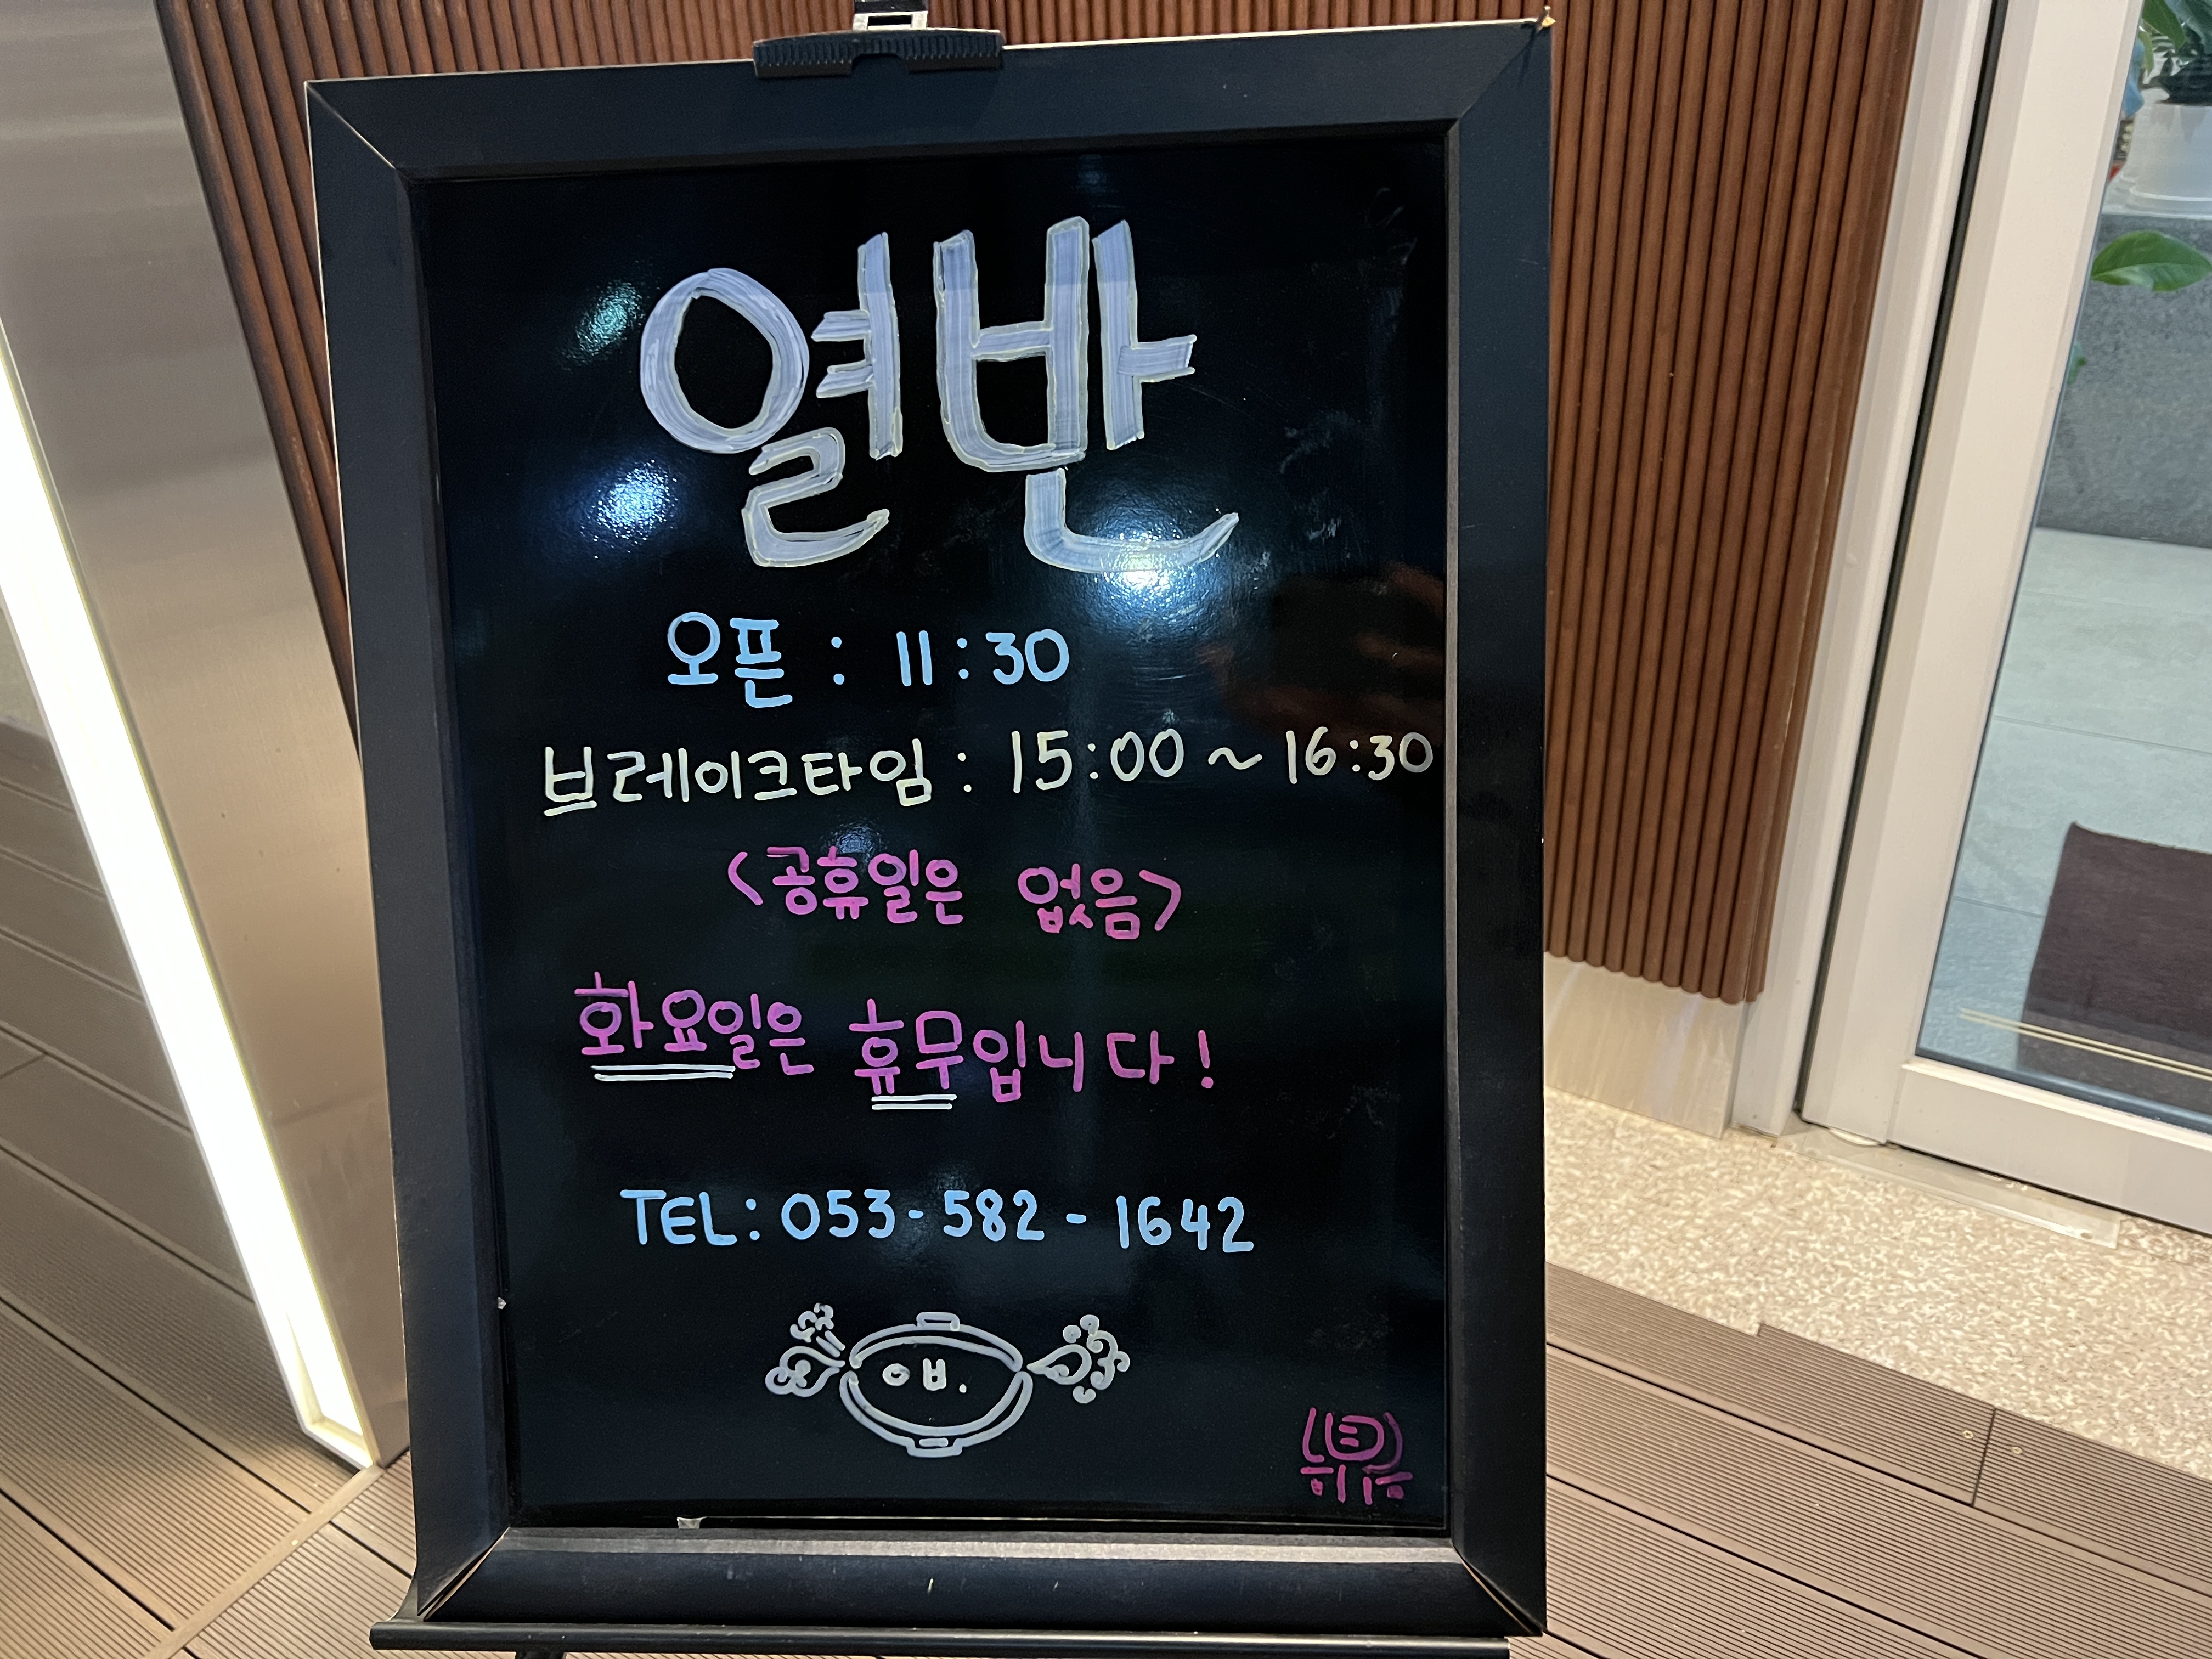 열반
오픈 : 11:30
브레이크타임 : 15:00 ~ 16:30
<공휴일은 없음>
화요일은 휴무입니다!
TEL: 053-582-1642
ㅇㅂ.